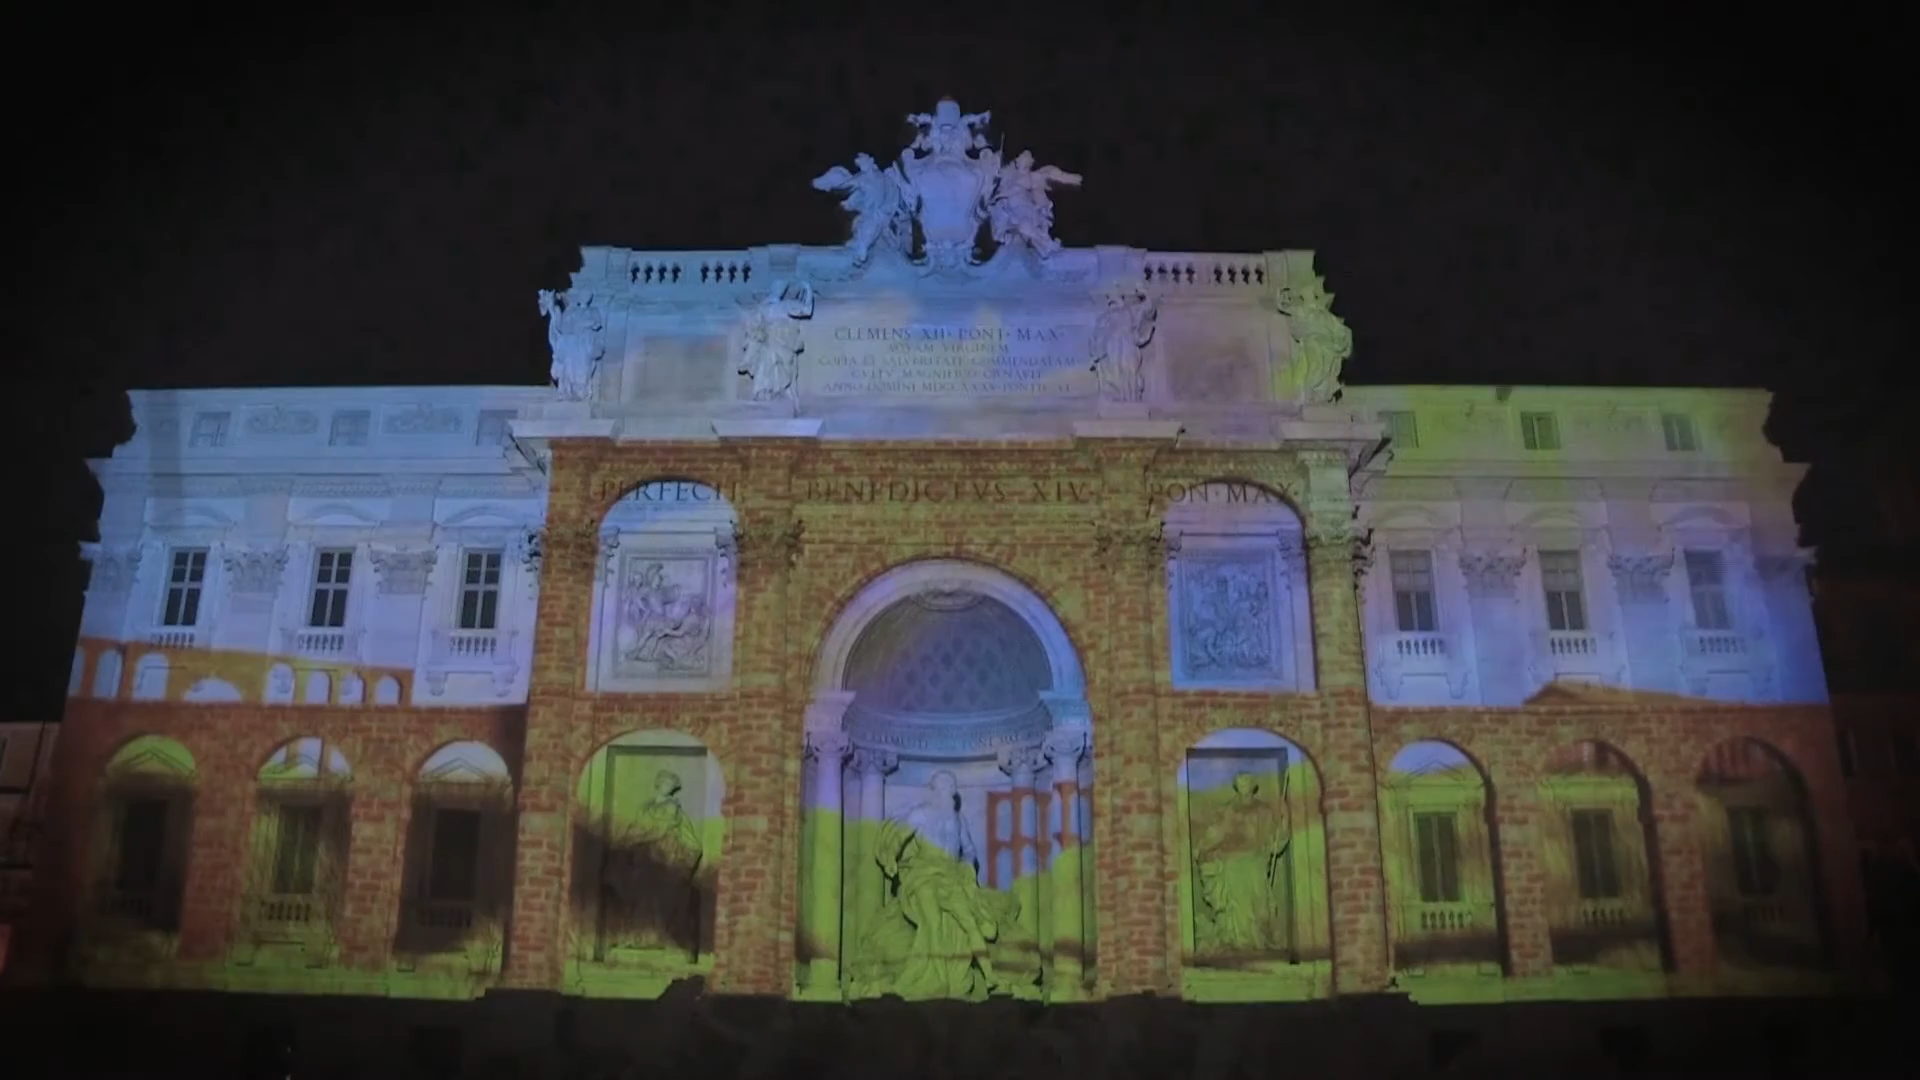 CLEMENS XII · PONT · MAX ·
AQVAM VIRGINEM
COPIA ET SALVBRITATE COMMENDATAM
CVLTV MAGNIFICO ORNAVIT
ANNO DOMINI MDCCXXXV PONTIF VI
PERFECIT BENEDICTVS XIV PON · MAX ·